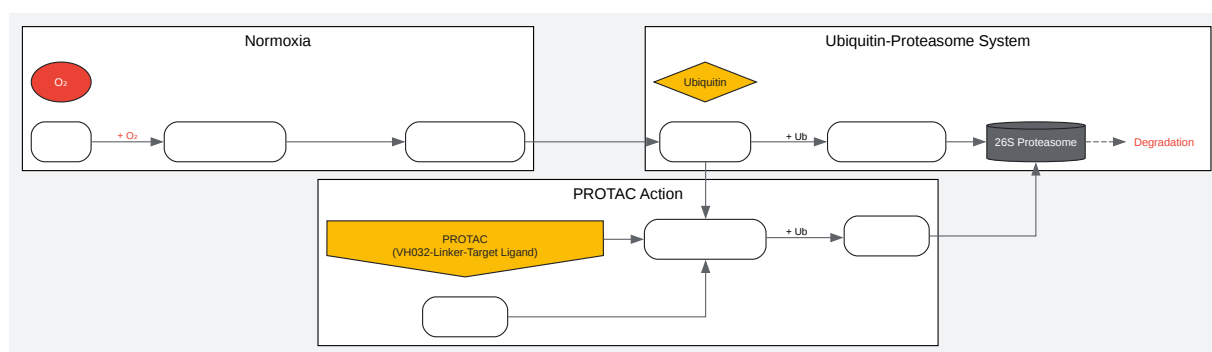 Normoxia
Ubiquitin-Proteasome System
O₂
Ubiquitin
+ O₂
+ Ub
26S Proteasome
Degradation
PROTAC Action
PROTAC
(VH032-Linker-Target Ligand)
+ Ub